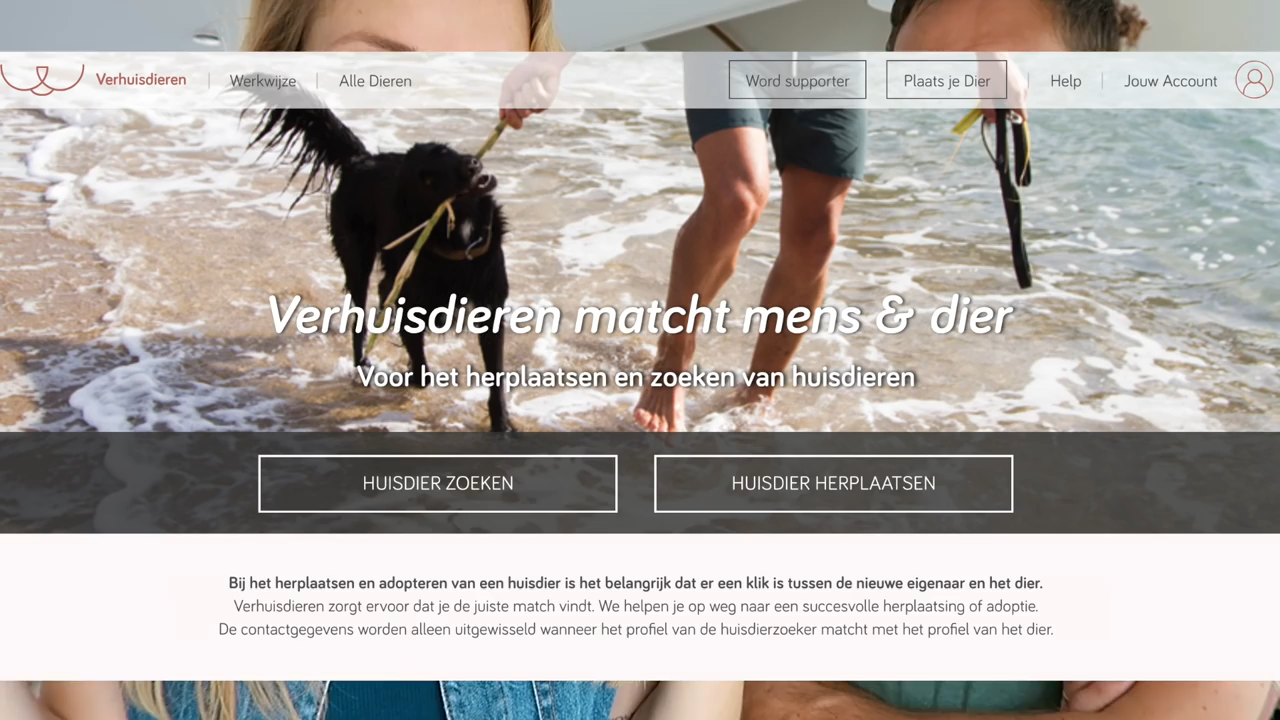 Verhuisdieren
Werkwijze
Alle Dieren
Word supporter
Plaats je Dier
Help
Jouw Account
Verhuisdieren matcht mens & dier
Voor het herplaatsen en zoeken van huisdieren
HUISDIER ZOEKEN
HUISDIER HERPLAATSEN
Bij het herplaatsen en adopteren van een huisdier is het belangrijk dat er een klik is tussen de nieuwe eigenaar en het dier.
Verhuisdieren zorgt ervoor dat je de juiste match vindt. We helpen je op weg naar een succesvolle herplaatsing of adoptie.
De contactgegevens worden alleen uitgewisseld wanneer het profiel van de huisdierzoeker matcht met het profiel van het dier.